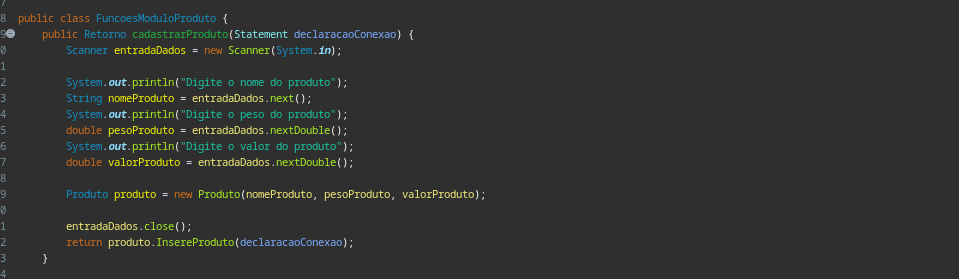 7
8 public class FuncoesModuloProduto {
9 public Retorno cadastrarProduto(Statement declaracaoConexao) {
0 Scanner entradaDados = new Scanner(System.in);
1
2 System.out.println("Digite o nome do produto");
3 String nomeProduto = entradaDados.next();
4 System.out.println("Digite o peso do produto");
5 double pesoProduto = entradaDados.nextDouble();
6 System.out.println("Digite o valor do produto");
7 double valorProduto = entradaDados.nextDouble();
8
9 Produto produto = new Produto(nomeProduto, pesoProduto, valorProduto);
0
1 entradaDados.close();
2 return produto.InsereProduto(declaracaoConexao);
3 }
4